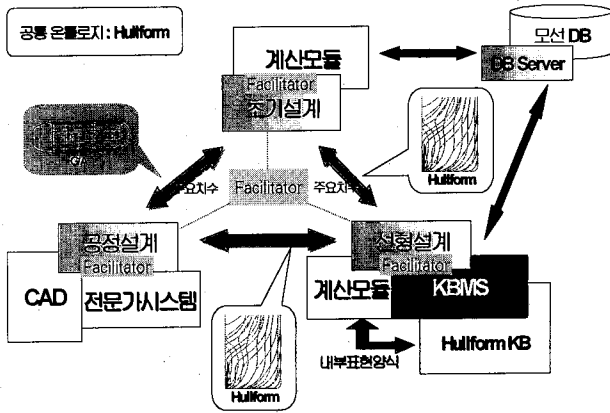 공통 온톨로지 : Hullform
모선 DB
DB Server
계산모듈
Facilitator
초기설계
G/A
주요치수
Facilitator
주요치수
Hullform
공정설계
Facilitator
CAD
전문가시스템
선형설계
Facilitator
계산모듈
KBMS
Hullform
내부표현양식
Hullform KB